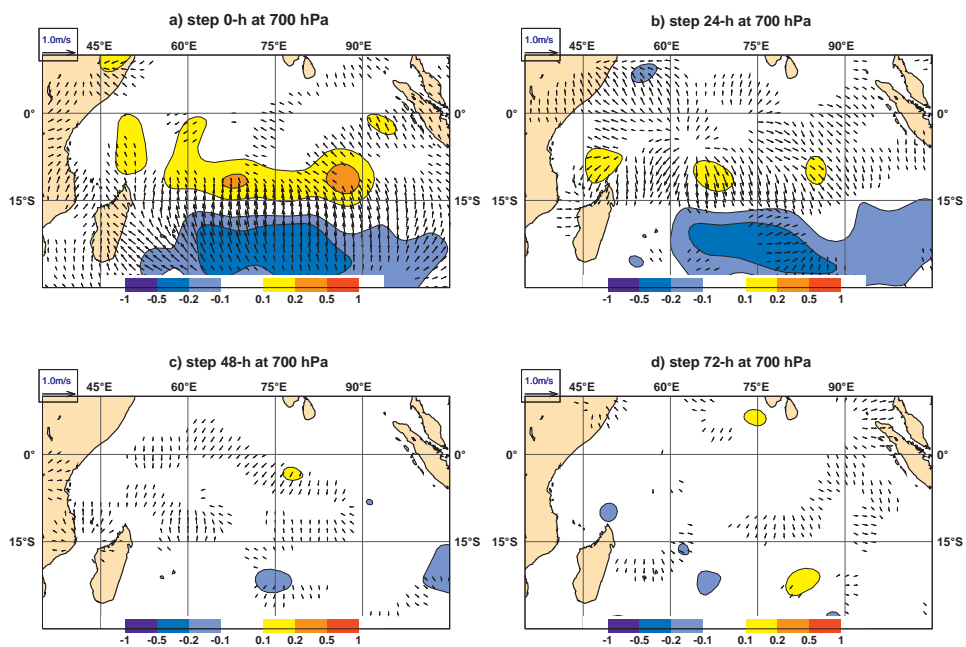 a) step 0-h at 700 hPa
1.0m/s
45°E 60°E 75°E 90°E
0° 0°
15°S 15°S
-1 -0.5 -0.2 -0.1 0.1 0.2 0.5 1
b) step 24-h at 700 hPa
1.0m/s
45°E 60°E 75°E 90°E
0°
15°S
-1 -0.5 -0.2 -0.1 0.1 0.2 0.5 1
c) step 48-h at 700 hPa
1.0m/s
45°E 60°E 75°E 90°E
0° 0°
15°S 15°S
-1 -0.5 -0.2 -0.1 0.1 0.2 0.5 1
d) step 72-h at 700 hPa
1.0m/s
45°E 60°E 75°E 90°E
0°
15°S
-1 -0.5 -0.2 -0.1 0.1 0.2 0.5 1